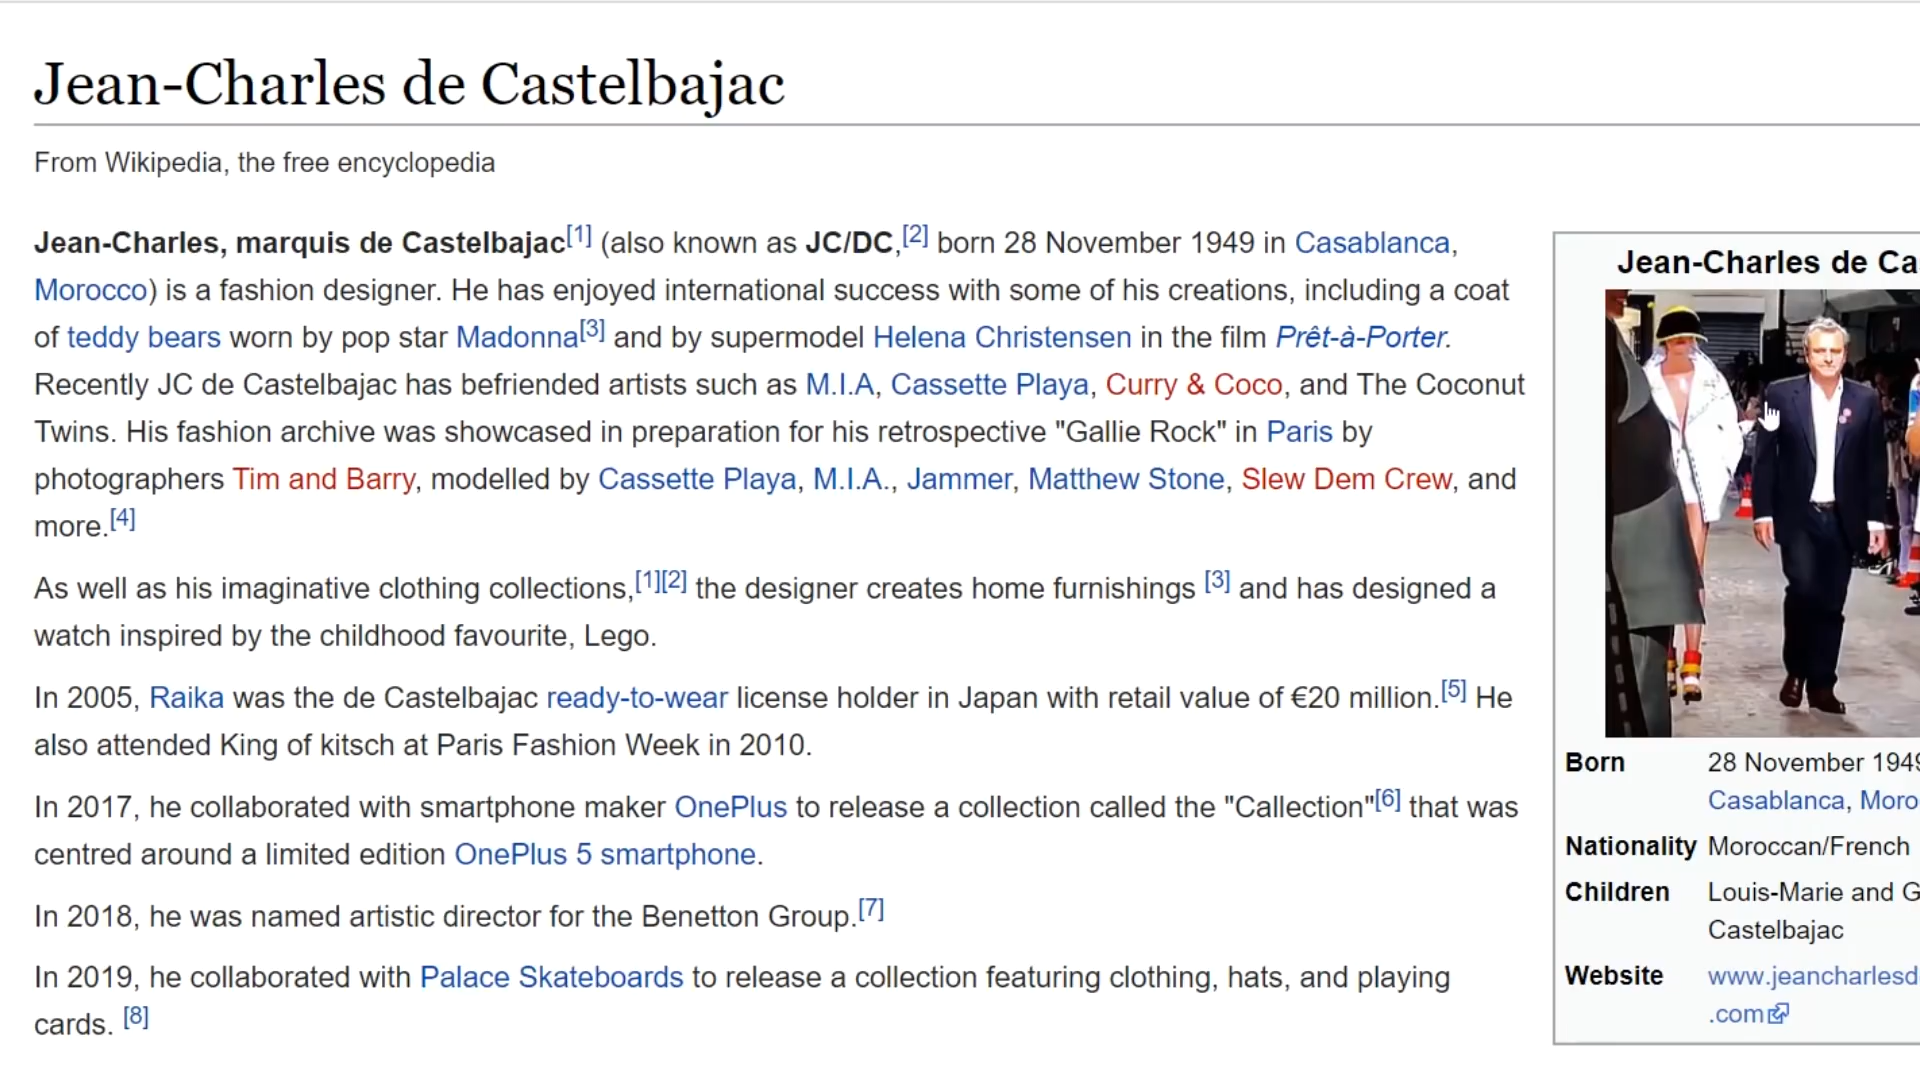 Jean-Charles de Castelbajac
From Wikipedia, the free encyclopedia
Jean-Charles, marquis de Castelbajac[1] (also known as JC/DC,[2] born 28 November 1949 in Casablanca,
Morocco) is a fashion designer. He has enjoyed international success with some of his creations, including a coat
of teddy bears worn by pop star Madonna[3] and by supermodel Helena Christensen in the film Prêt-à-Porter.
Recently JC de Castelbajac has befriended artists such as M.I.A, Cassette Playa, Curry & Coco, and The Coconut
Twins. His fashion archive was showcased in preparation for his retrospective "Gallie Rock" in Paris by
photographers Tim and Barry, modelled by Cassette Playa, M.I.A., Jammer, Matthew Stone, Slew Dem Crew, and
more.[4]
As well as his imaginative clothing collections,[1][2] the designer creates home furnishings [3] and has designed a
watch inspired by the childhood favourite, Lego.
In 2005, Raika was the de Castelbajac ready-to-wear license holder in Japan with retail value of €20 million.[5] He
also attended King of kitsch at Paris Fashion Week in 2010.
In 2017, he collaborated with smartphone maker OnePlus to release a collection called the "Callection"[6] that was
centred around a limited edition OnePlus 5 smartphone.
In 2018, he was named artistic director for the Benetton Group.[7]
In 2019, he collaborated with Palace Skateboards to release a collection featuring clothing, hats, and playing
cards. [8]
Jean-Charles de Ca
Born 28 November 1949
Casablanca, Moro
Nationality Moroccan/French
Children Louis-Marie and G
Castelbajac
Website www.jeancharlesd
.com